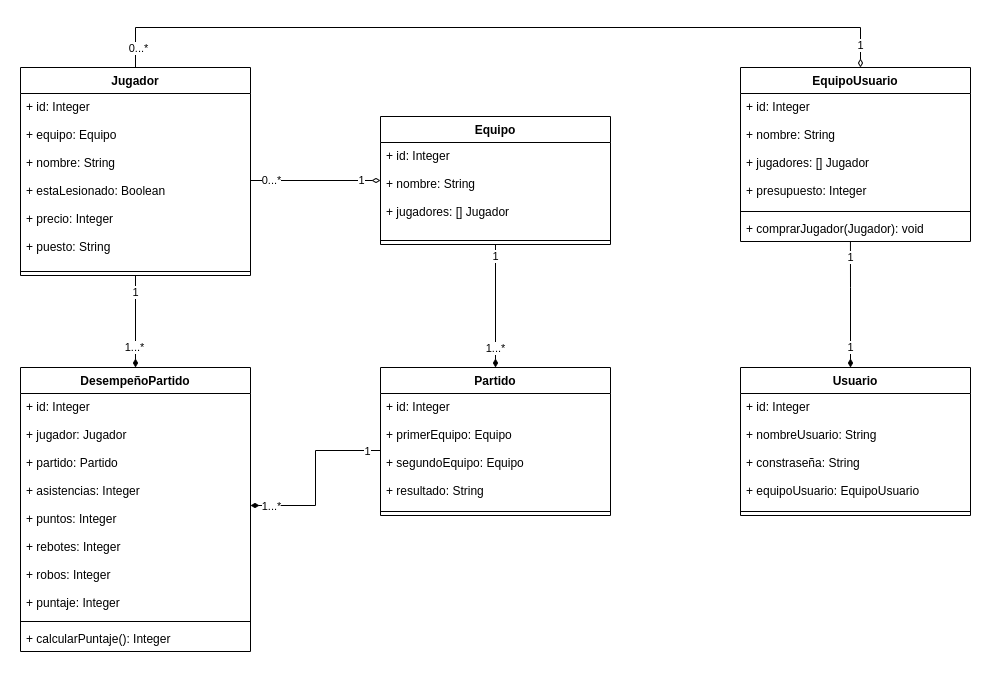 0...*
1
Jugador
+ id: Integer
+ equipo: Equipo
+ nombre: String
+ estaLesionado: Boolean
+ precio: Integer
+ puesto: String
0...*
1
Equipo
+ id: Integer
+ nombre: String
+ jugadores: [] Jugador
EquipoUsuario
+ id: Integer
+ nombre: String
+ jugadores: [] Jugador
+ presupuesto: Integer
+ comprarJugador(Jugador): void
1
1...*
1
1...*
1
1
DesempeñoPartido
+ id: Integer
+ jugador: Jugador
+ partido: Partido
+ asistencias: Integer
+ puntos: Integer
+ rebotes: Integer
+ robos: Integer
+ puntaje: Integer
+ calcularPuntaje(): Integer
1...*
1
Partido
+ id: Integer
+ primerEquipo: Equipo
+ segundoEquipo: Equipo
+ resultado: String
Usuario
+ id: Integer
+ nombreUsuario: String
+ constraseña: String
+ equipoUsuario: EquipoUsuario